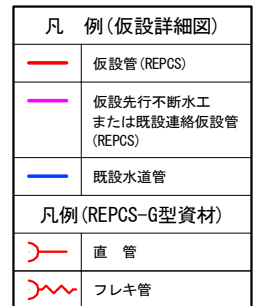 凡　例(仮設詳細図)
仮設管(REPCS)
仮設先行不断水工
または既設連絡仮設管
(REPCS)
既設水道管
凡例(REPCS-G型資材)
直　管
フレキ管